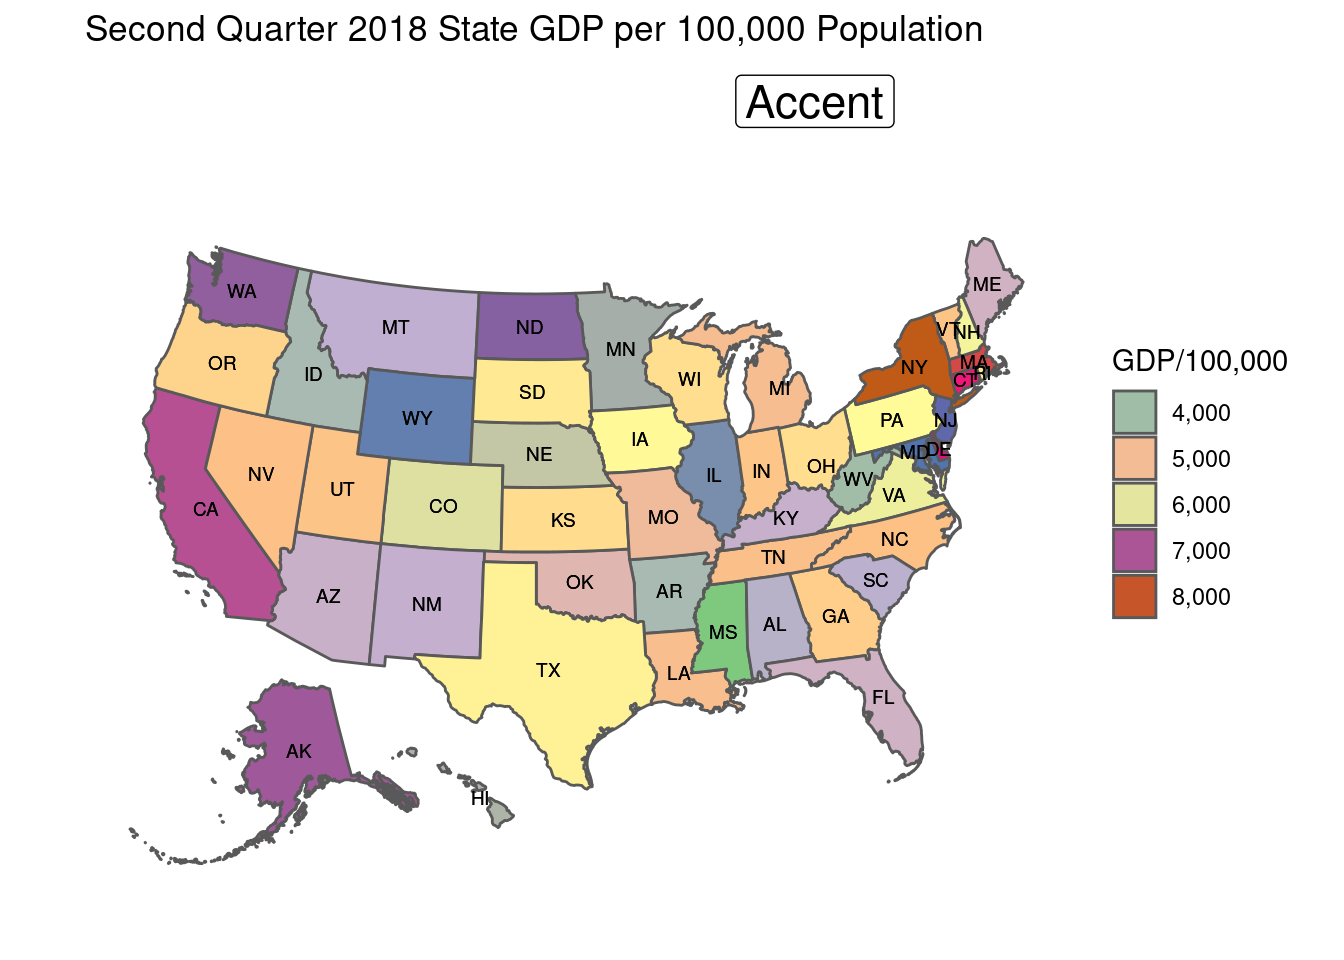 Second Quarter 2018 State GDP per 100,000 Population
Accent
ME
WA
MT
ND
VT
NH
MN
OR
ID
NY
MA
RI
CT
WI
MI
SD
WY
PA
NJ
IA
NE
OH
MD
DE
NV
UT
CO
IL
IN
WV
VA
CA
KS
MO
KY
NC
TN
AZ
NM
OK
AR
SC
MS
AL
GA
TX
LA
FL
AK
HI
GDP/100,000
4,000
5,000
6,000
7,000
8,000